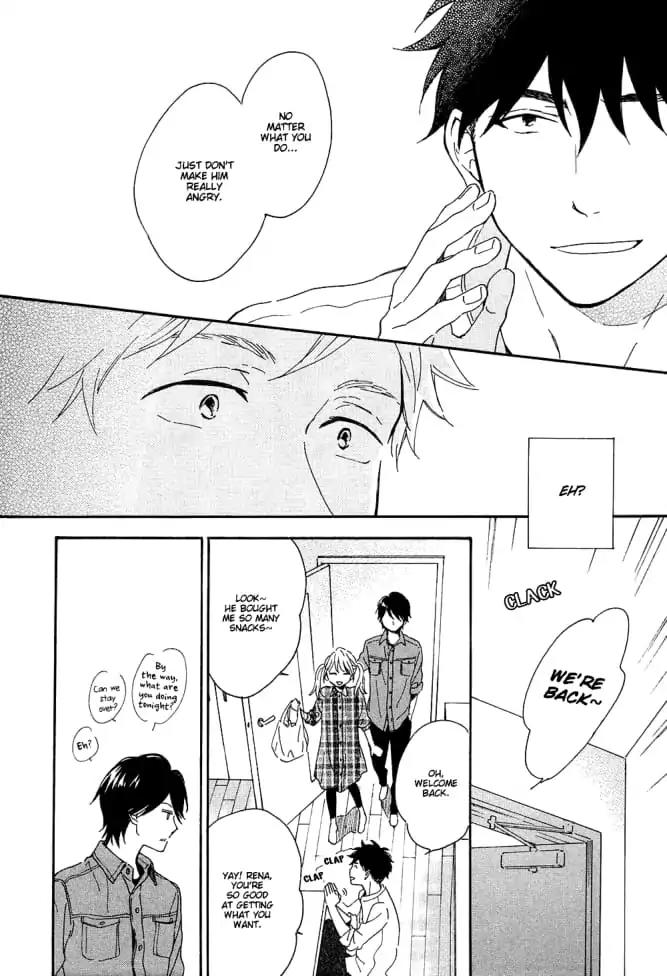 NO
MATTER
WHAT YOU
DO...
JUST DON'T
MAKE HIM
REALLY
ANGRY.
EH?
CLACK
WE'RE
BACK~
LOOK~
HE BOUGHT
ME SO MANY
SNACKS~
OH,
WELCOME
BACK.
CLAP
CLAP
YAY! RENA,
YOU'RE
SO GOOD
AT GETTING
WHAT YOU
WANT.
By
the way,
what are
you doing
tonight?
Can we
stay
over?
Eh?